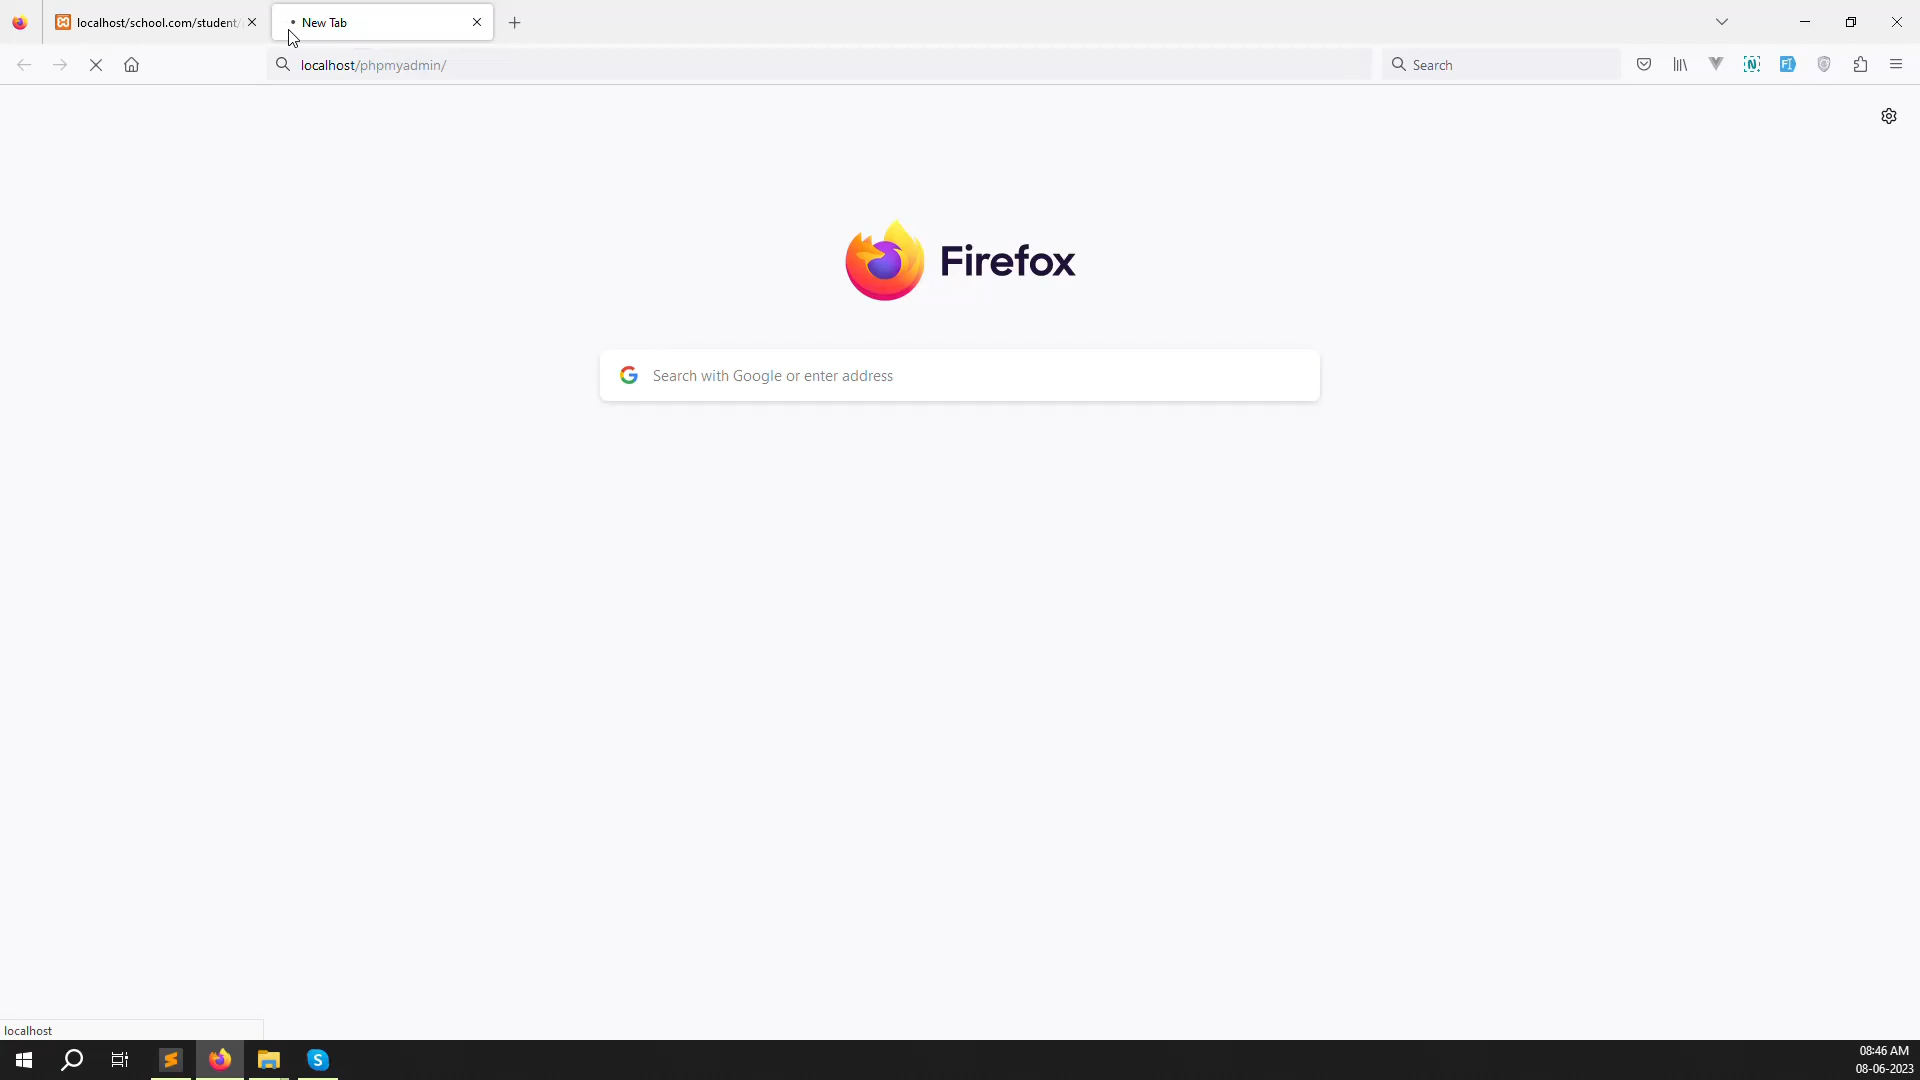 localhost/school.com/student/
New Tab
localhost/phpmyadmin/
Search
Firefox
Search with Google or enter address
localhost
08:46 AM
08-06-2023